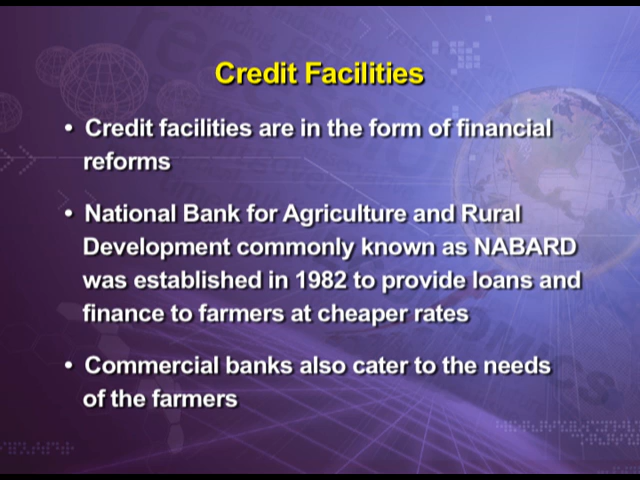 Credit Facilities
• Credit facilities are in the form of financial
reforms
• National Bank for Agriculture and Rural
Development commonly known as NABARD
was established in 1982 to provide loans and
finance to farmers at cheaper rates
• Commercial banks also cater to the needs
of the farmers